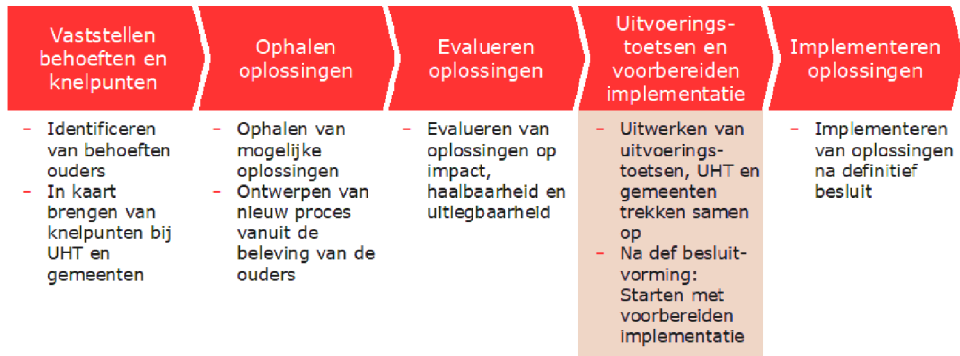 Vaststellen
behoeften en
knelpunten
Ophalen
oplossingen
Evalueren
oplossingen
Uitvoerings-
toetsen en
voorbereiden
implementatie
Implementeren
oplossingen
- Identificeren
van behoeften
ouders
- In kaart
brengen van
knelpunten bij
UHT en
gemeenten
- Ophalen van
mogelijke
oplossingen
- Ontwerpen van
nieuw proces
vanuit de
beleving van de
ouders
- Evalueren van
oplossingen op
impact,
haalbaarheid en
uitlegbaarheid
- Uitwerken van
uitvoerings-
toetsen, UHT en
gemeenten
trekken samen
op
- Na def besluit-
vorming:
Starten met
voorbereiden
implementatie
- Implementeren
van oplossingen
na definitief
besluit